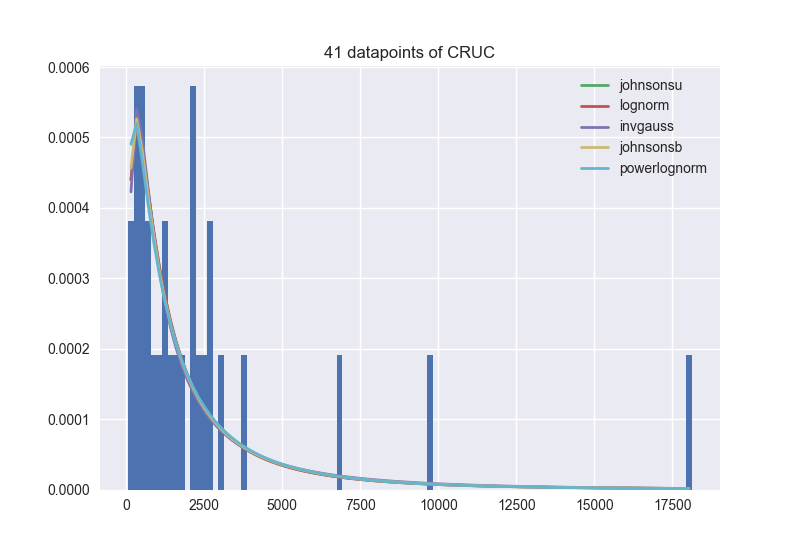 41 datapoints of CRUC
0.0006
0.0005
0.0004
0.0003
0.0002
0.0001
0.0000
0
2500
5000
7500
10000
12500
15000
17500
johnsonsu
lognorm
invgauss
johnsonsb
powerlognorm